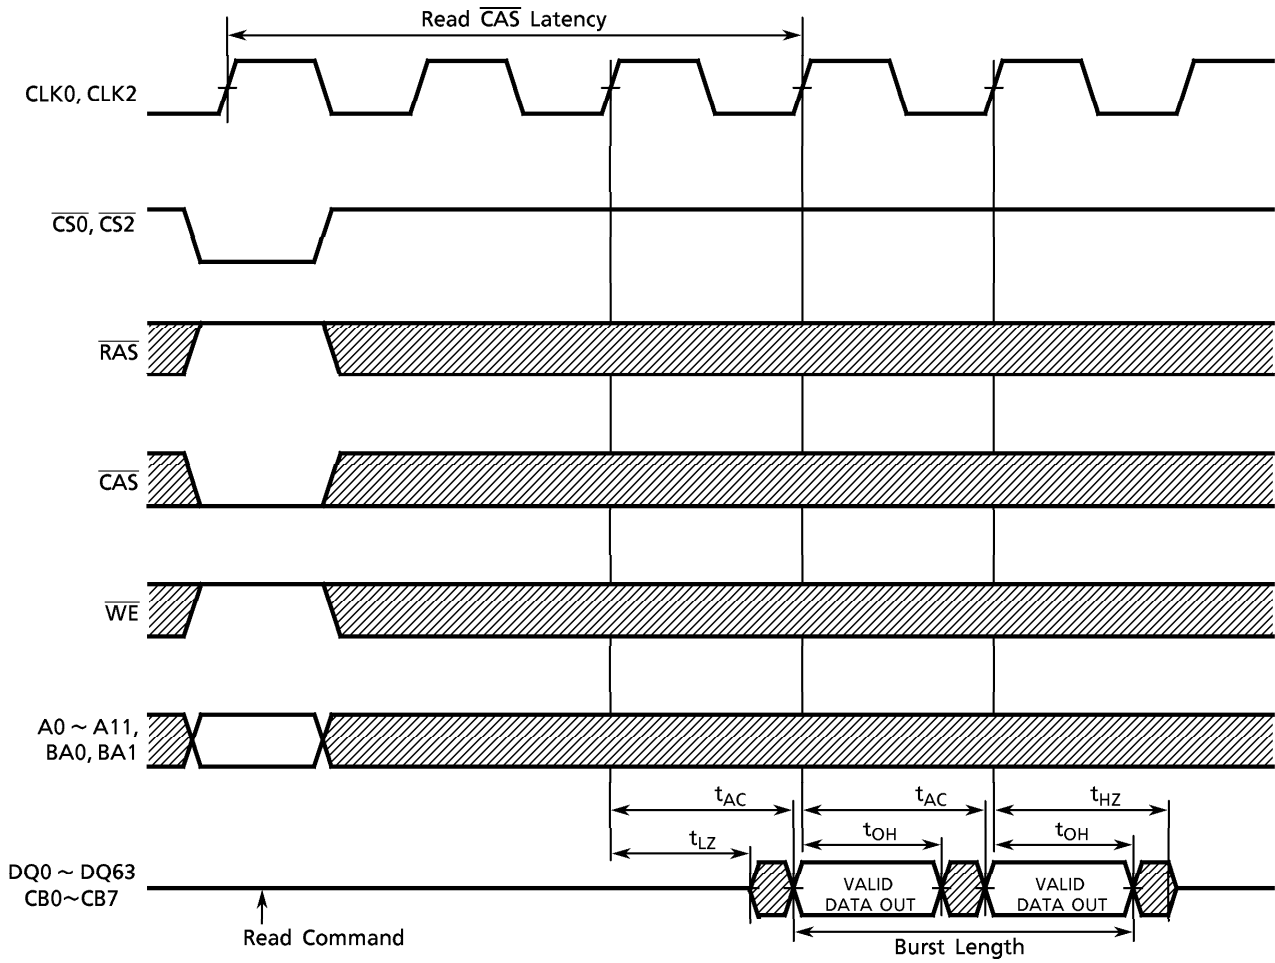 Read CAS Latency
CLK0, CLK2
CS0, CS2
RAS
CAS
WE
A0 ~ A11,
BA0, BA1
tAC tAC tHZ
tLZ tOH tOH
DQ0 ~ DQ63
CB0~CB7
VALID
DATA OUT
VALID
DATA OUT
Read Command
Burst Length